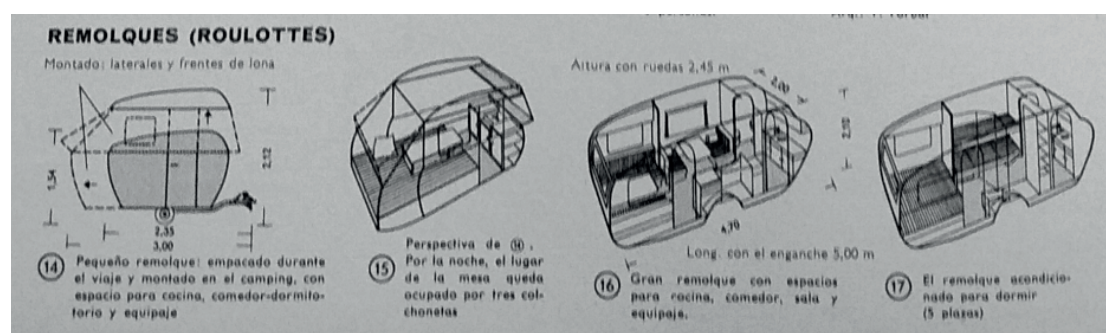 REMOLQUES (ROULOTTES)
Montado: laterales y frentes de lona
1,54
2,12
2,35
3,00
14 Pequeño remolque: empacado durante
el viaje y montado en el camping, con
espacio para cocina, comedor-dormito-
torio y equipaje
15 Perspectiva de 14.
Por la noche, el lugar
de la mesa queda
ocupado por tres col-
chonetas
Altura con ruedas 2,45 m
2,00
2,10
4,70
Long. con el enganche 5,00 m
16 Gran remolque con espacios
para cocina, comedor, sala y
equipaje.
17 El remolque acondicio-
nado para dormir
(5 plazas)